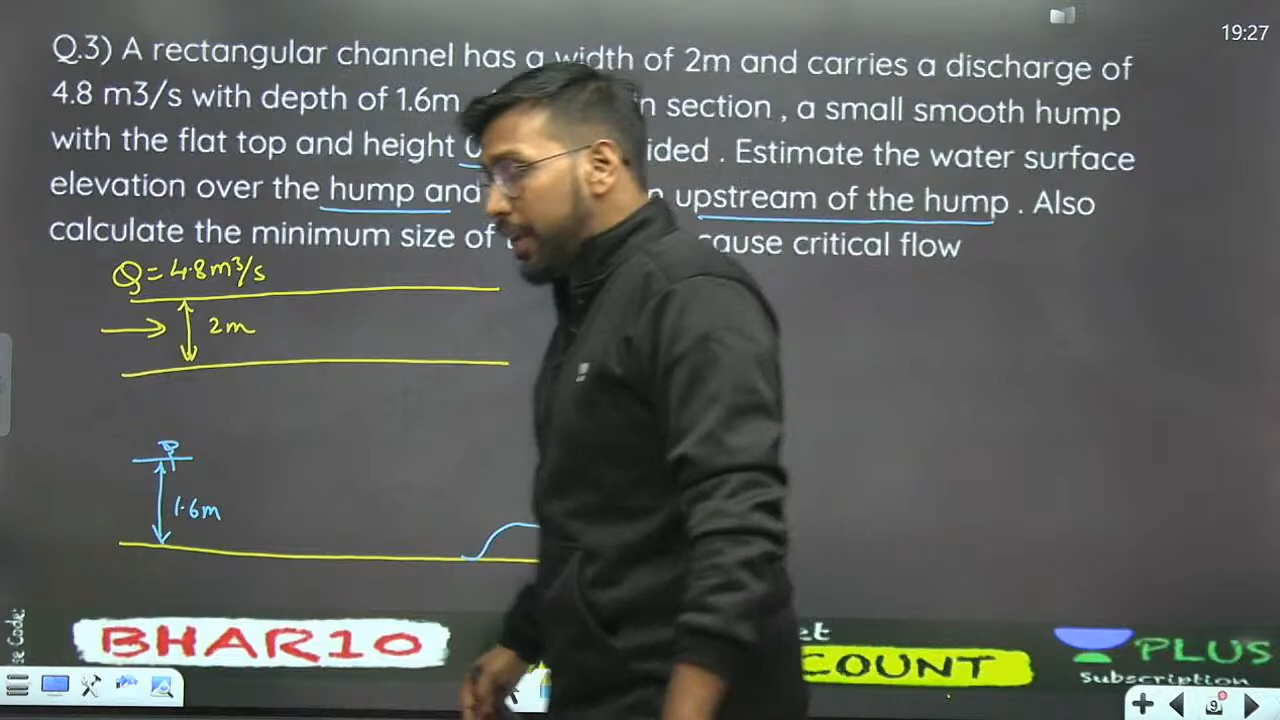 19:27
Q.3) A rectangular channel has a width of 2m and carries a discharge of
4.8 m3/s with depth of 1.6m section , a small smooth hump
with the flat top and height . Estimate the water surface
elevation over the hump and upstream of the hump . Also
calculate the minimum size of cause critical flow
Q = 4.8m³/s
2m
1.6m
Code:
BHAR10
COUNT
PLUS
Subscription
9